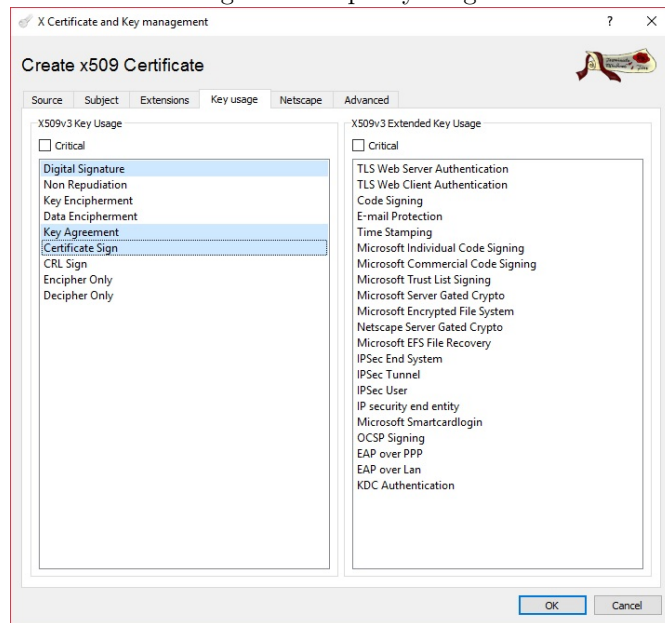 X Certificate and Key management
?
X
Create x509 Certificate
Source Subject Extensions Key usage Netscape Advanced
X509v3 Key Usage
Critical
Digital Signature
Non Repudiation
Key Encipherment
Data Encipherment
Key Agreement
Certificate Sign
CRL Sign
Encipher Only
Decipher Only
X509v3 Extended Key Usage
Critical
TLS Web Server Authentication
TLS Web Client Authentication
Code Signing
E-mail Protection
Time Stamping
Microsoft Individual Code Signing
Microsoft Commercial Code Signing
Microsoft Trust List Signing
Microsoft Server Gated Crypto
Microsoft Encrypted File System
Netscape Server Gated Crypto
Microsoft EFS File Recovery
IPSec End System
IPSec Tunnel
IPSec User
IP security end entity
Microsoft Smartcardlogin
OCSP Signing
EAP over PPP
EAP over Lan
KDC Authentication
OK Cancel